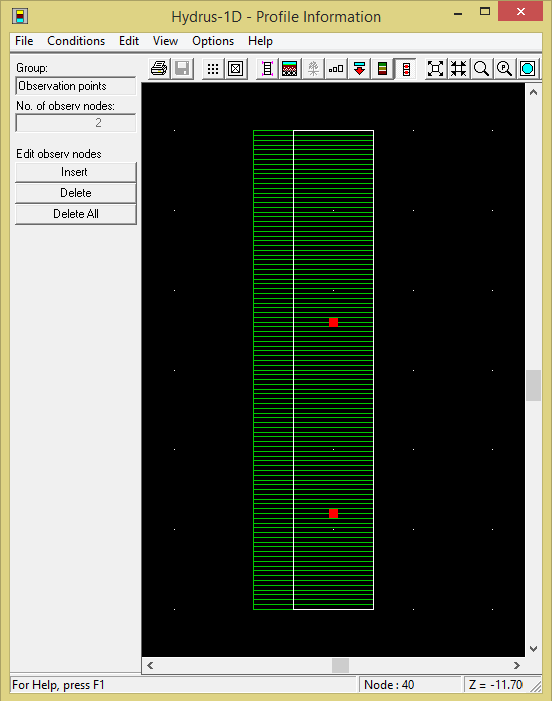 Hydrus-1D - Profile Information
File Conditions Edit View Options Help
Group:
Observation points
No. of observ nodes:
2
Edit observ nodes
Insert
Delete
Delete All
For Help, press F1
Node : 40
Z = -11.70